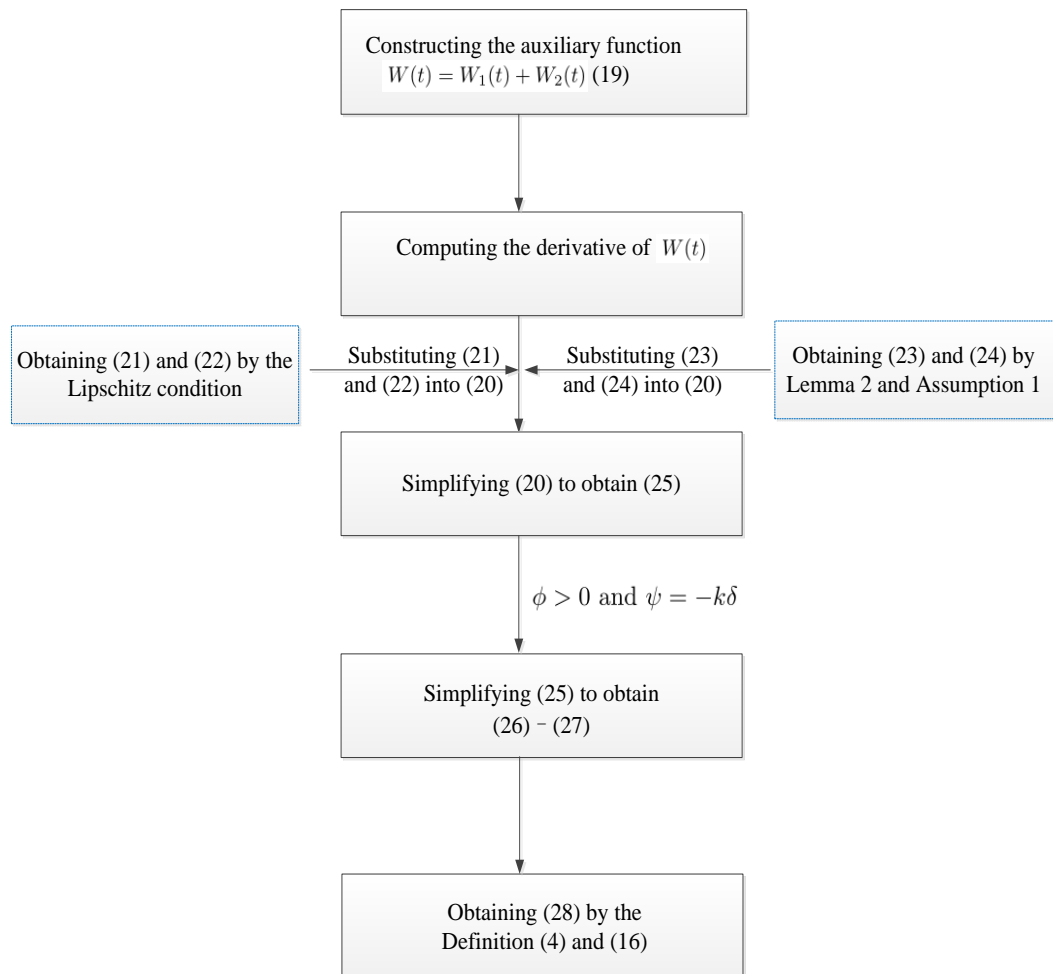 Constructing the auxiliary function
W(t) = W₁(t) + W₂(t) (19)
Computing the derivative of W(t)
Obtaining (21) and (22) by the
Lipschitz condition
Substituting (21)
and (22) into (20)
Substituting (23)
and (24) into (20)
Obtaining (23) and (24) by
Lemma 2 and Assumption 1
Simplifying (20) to obtain (25)
ϕ > 0 and ψ = −kδ
Simplifying (25) to obtain
(26) − (27)
Obtaining (28) by the
Definition (4) and (16)